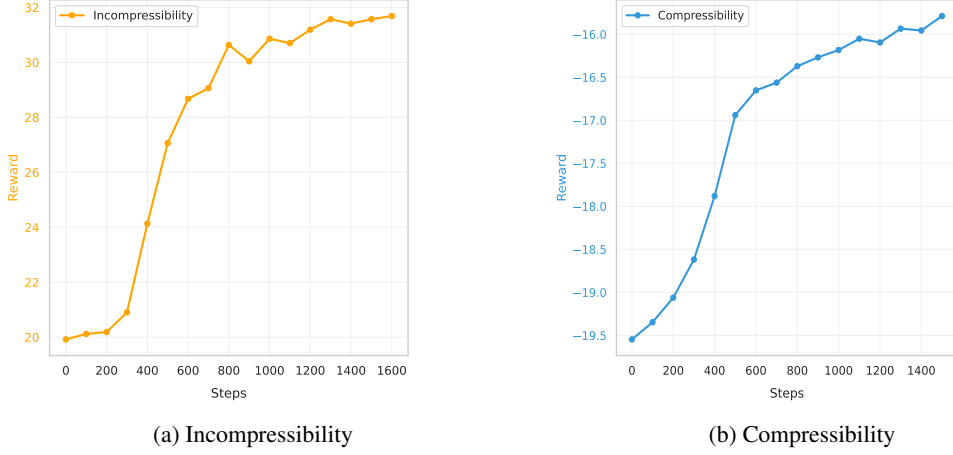 Incompressibility
32
30
28
26
24
22
20
Reward
0 200 400 600 800 1000 1200 1400 1600
Steps
(a) Incompressibility
Compressibility
−16.0
−16.5
−17.0
−17.5
−18.0
−18.5
−19.0
−19.5
Reward
0 200 400 600 800 1000 1200 1400
Steps
(b) Compressibility